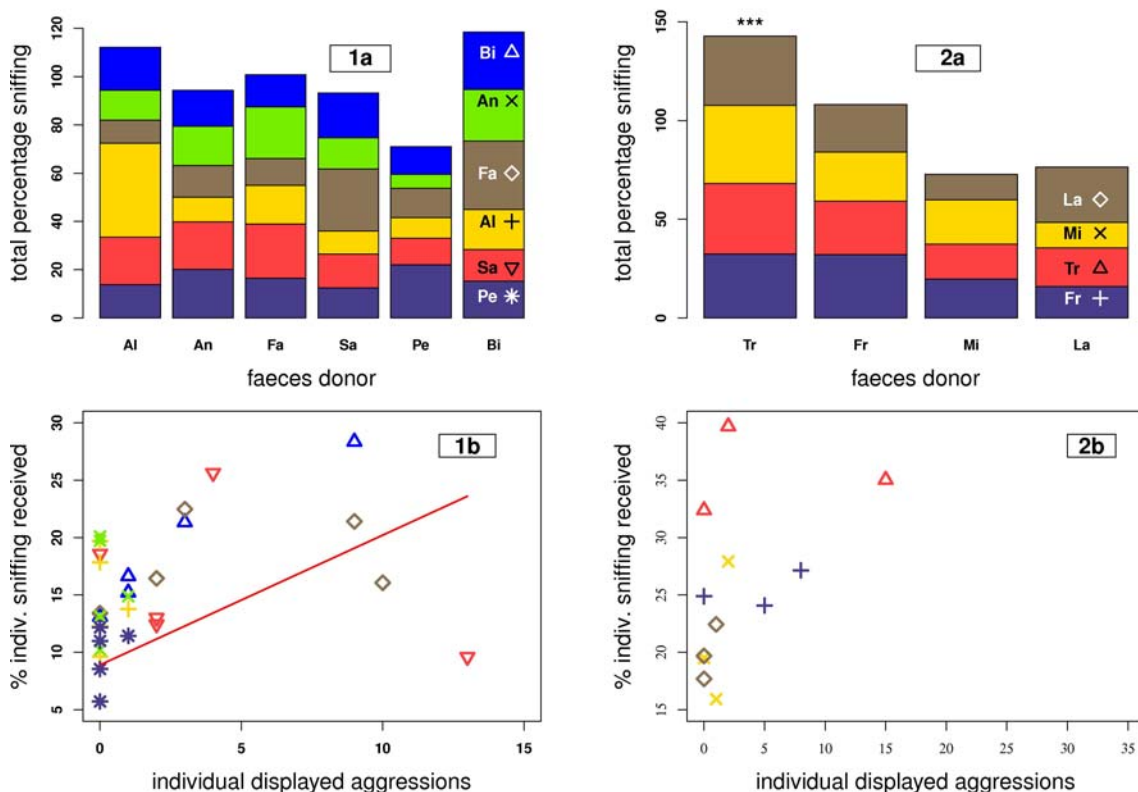 1a
total percentage sniffing
120
100
80
60
40
20
0
Bi
An
Fa
Al
Sa
Pe
Al An Fa Sa Pe Bi
faeces donor
2a
***
total percentage sniffing
150
100
50
0
La
Mi
Tr
Fr
Tr Fr Mi La
faeces donor
1b
% indiv. sniffing received
30
25
20
15
10
5
0 5 10 15
individual displayed aggressions
2b
% indiv. sniffing received
40
35
30
25
20
15
0 5 10 15 20 25 30 35
individual displayed aggressions